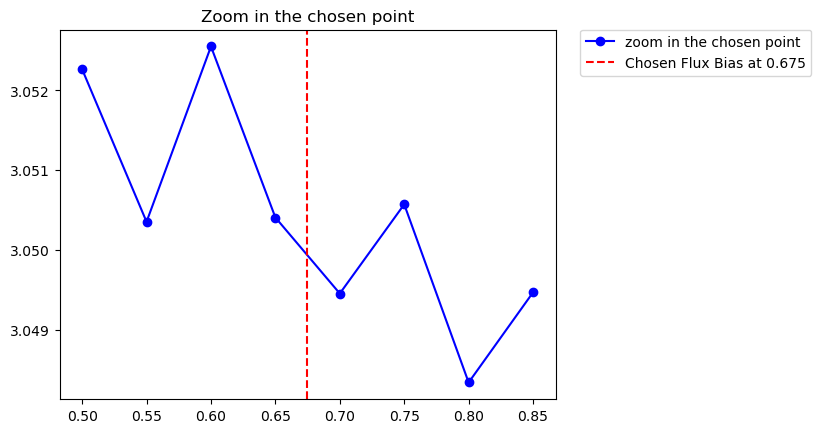 Zoom in the chosen point
zoom in the chosen point
Chosen Flux Bias at 0.675
3.052
3.051
3.050
3.049
0.50 0.55 0.60 0.65 0.70 0.75 0.80 0.85